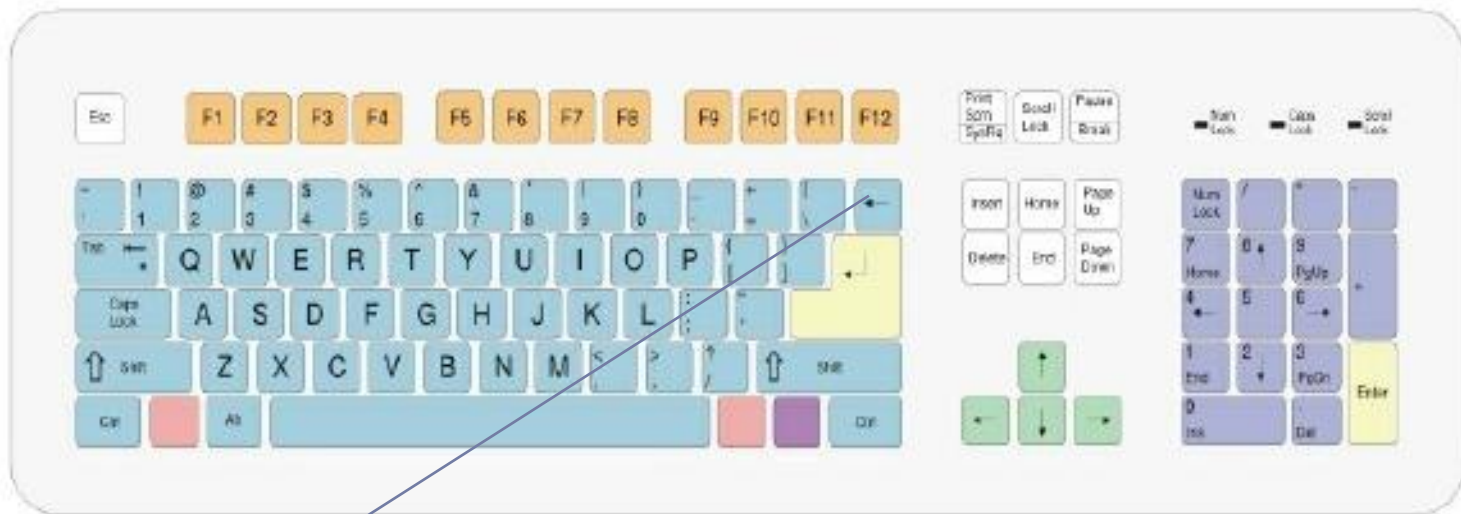 Esc F1 F2 F3 F4 F5 F6 F7 F8 F9 F10 F11 F12 Print Scrn SysRq Scroll Lock Pause Break Num Lock Caps Lock Scroll Lock
~ ` ! 1 @ 2 # 3 $ 4 % 5 ^ 6 & 7 * 8 ( 9 ) 0 _ - + = | \ ← Insert Home Page Up Num Lock / * -
Tab Q W E R T Y U I O P { [ } ] Delete End Page Down 7 Home 8 9 PgUp +
Caps Lock A S D F G H J K L : ; " ' 4 ← 5 6 →
Shift Z X C V B N M < , > . ? / Shift ↑ 1 End 2 ↓ 3 PgDn Enter
Ctrl Alt Ctrl ← ↓ → 0 Ins . Del